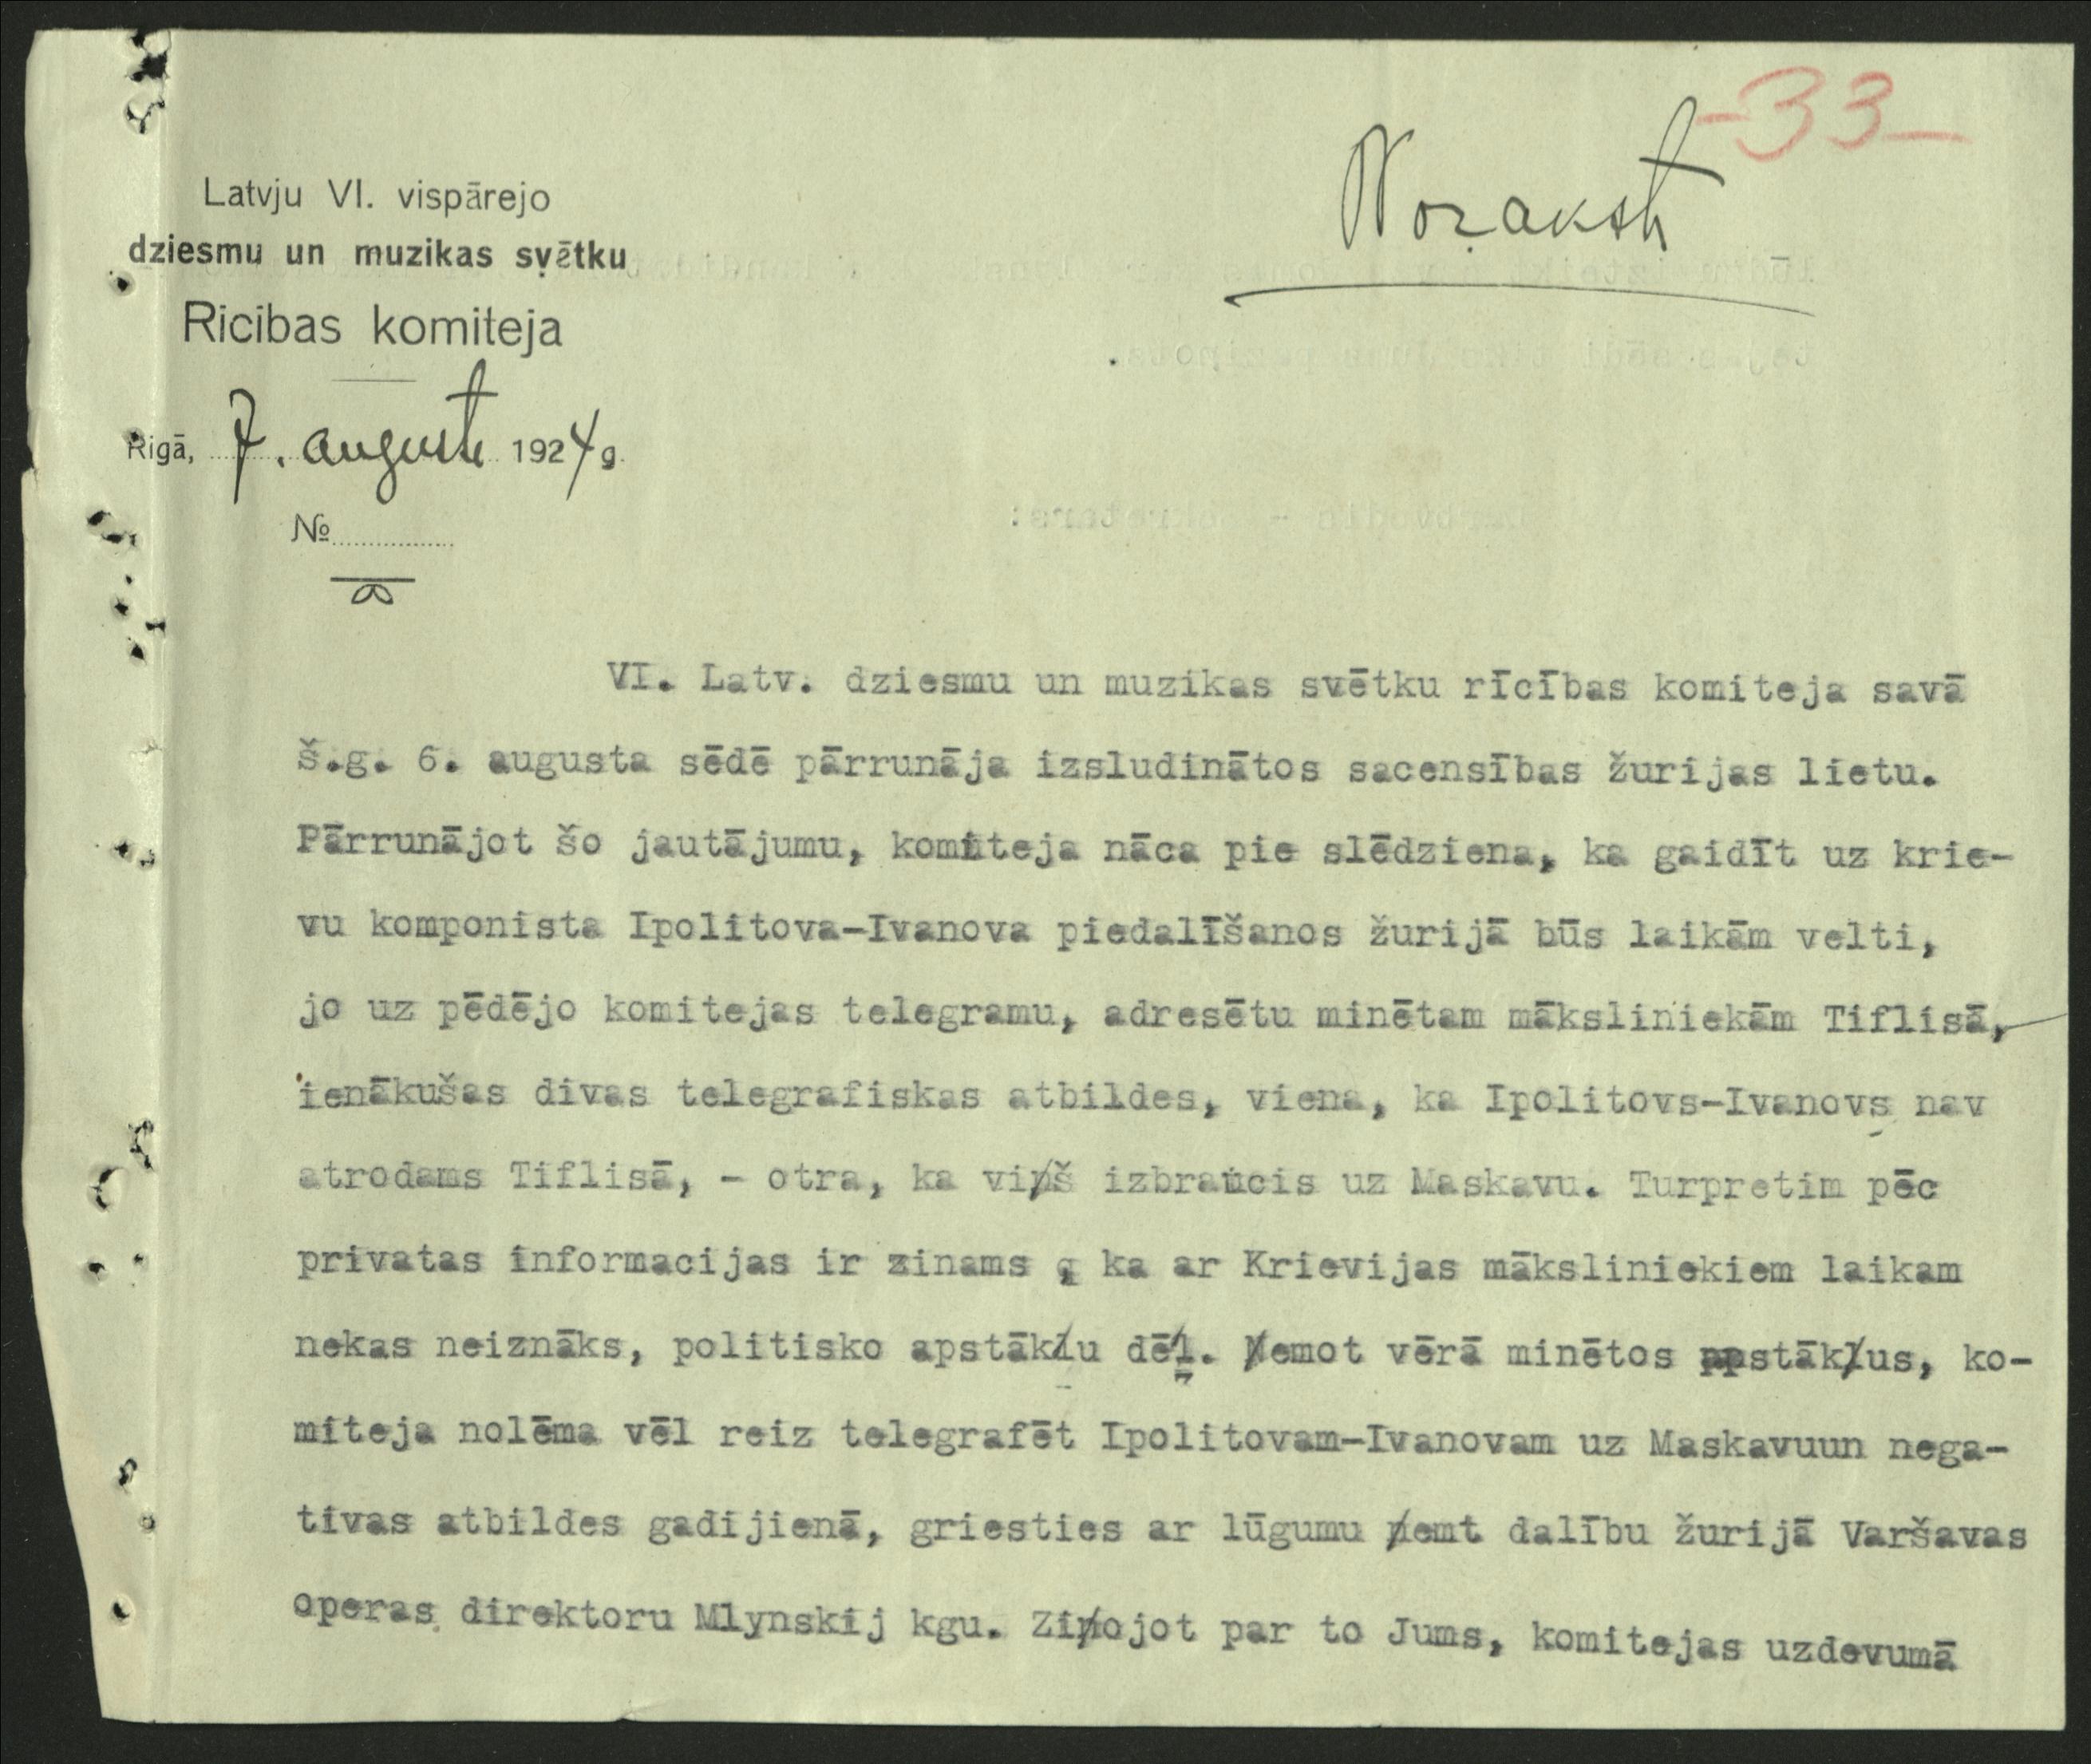 -33-
Noraksts
Latvju VI. vispārejo
dziesmu un muzikas svētku
Ricibas komiteja
Rigā, 7. augustā 1924 g.
№
VI. Latv. dziesmu un muzikas svētku rīcības komiteja savā
š.g. 6. augusta sēdē pārrunāja izsludinātos sacensības žurijas lietu.
Pārrunājot šo jautājumu, komiteja nāca pie slēdziena, ka gaidīt uz krie-
vu komponista Ipolitova-Ivanova piedalīšanos žurijā būs laikām velti,
jo uz pēdējo komitejas telegramu, adresētu minētam māksliniekām Tiflisā,
ienākušas divas telegrafiskas atbildes, viena, ka Ipolitovs-Ivanovs nav
atrodams Tiflisā, - otra, ka viņš izbraucis uz Maskavu. Turpretim pēc
privatas informacijas ir zinams , ka ar Krievijas māksliniekiem laikam
nekas neiznāks, politisko apstākļu dēļ. Ņemot vērā minētos apstākļus, ko-
miteja nolēma vēl reiz telegrafēt Ipolitovam-Ivanovam uz Maskavuun nega-
tivas atbildes gadijienā, griesties ar lūgumu ņemt dalību žurijā Varšavas
operas direktoru Mlynskij kgu. Ziņojot par to Jums, komitejas uzdevumā